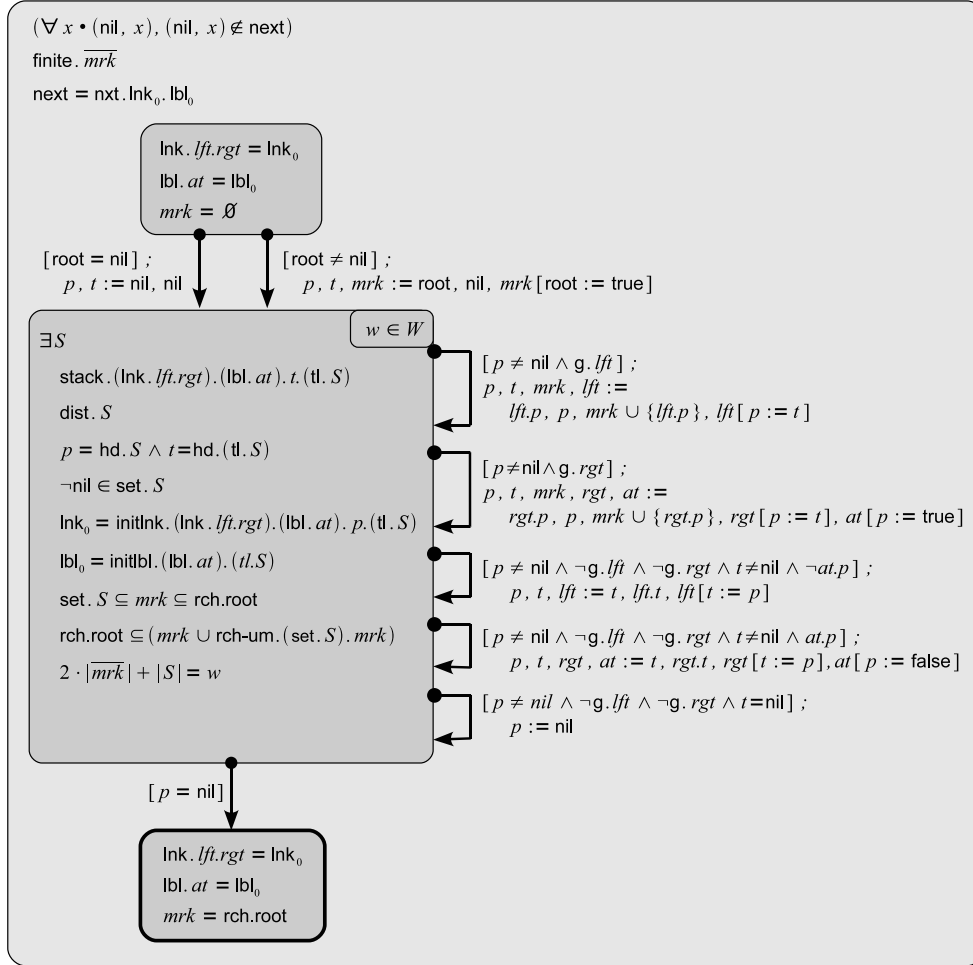 (∀ x • (nil, x), (nil, x) ∉ next)
finite. \overline{mrk}
next = nxt.lnk₀.lbl₀
lnk.lft.rgt = lnk₀
lbl.at = lbl₀
mrk = ∅
[root = nil] ;
p, t := nil, nil
[root ≠ nil] ;
p, t, mrk := root, nil, mrk[root := true]
w ∈ W
∃S
stack.(lnk.lft.rgt).(lbl.at).t.(tl.S)
dist.S
p = hd.S ∧ t=hd.(tl.S)
¬nil ∈ set.S
lnk₀ = initlnk.(lnk.lft.rgt).(lbl.at).p.(tl.S)
lbl₀ = initlbl.(lbl.at).(tl.S)
set.S ⊆ mrk ⊆ rch.root
rch.root ⊆ (mrk ∪ rch-um.(set.S).mrk)
2·|\overline{mrk}| + |S| = w
[p ≠ nil ∧ g.lft] ;
p, t, mrk, lft :=
lft.p, p, mrk ∪ {lft.p}, lft[p := t]
[p≠nil∧g.rgt] ;
p, t, mrk, rgt, at :=
rgt.p, p, mrk ∪ {rgt.p}, rgt[p := t], at[p := true]
[p ≠ nil ∧ ¬g.lft ∧ ¬g.rgt ∧ t≠nil ∧ ¬at.p] ;
p, t, lft := t, lft.t, lft[t := p]
[p ≠ nil ∧ ¬g.lft ∧ ¬g.rgt ∧ t≠nil ∧ at.p] ;
p, t, rgt, at := t, rgt.t, rgt[t := p], at[p := false]
[p ≠ nil ∧ ¬g.lft ∧ ¬g.rgt ∧ t=nil] ;
p := nil
[p = nil]
lnk.lft.rgt = lnk₀
lbl.at = lbl₀
mrk = rch.root